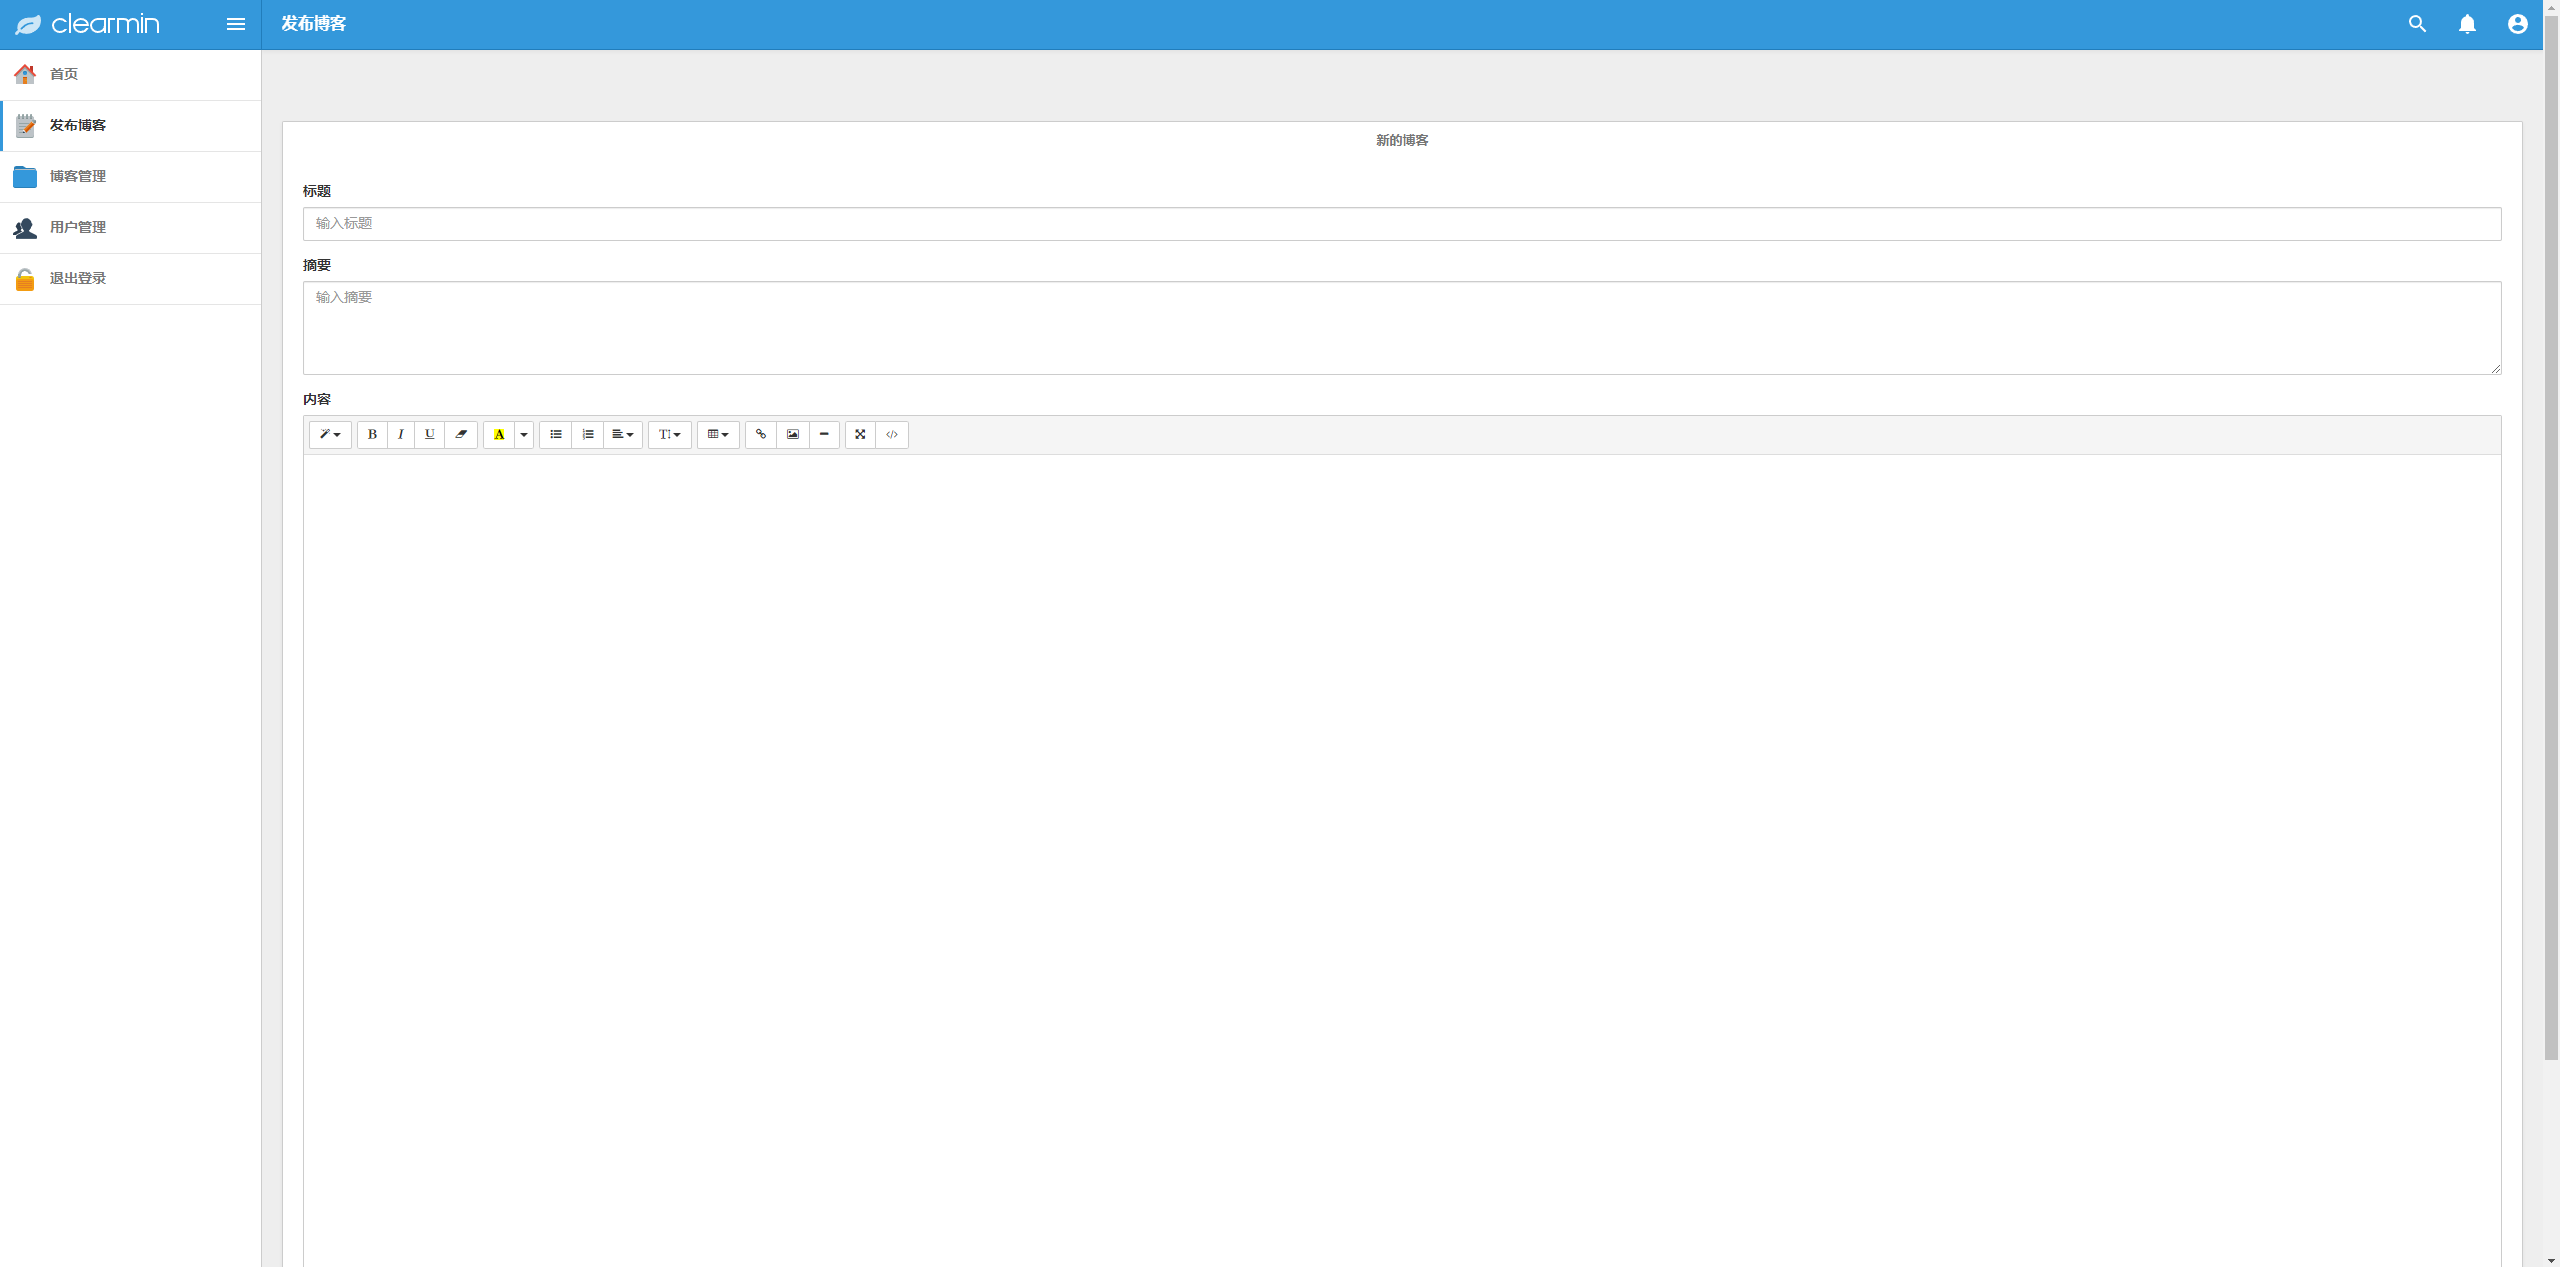 clearmin
发布博客
首页
发布博客
博客管理
用户管理
退出登录
新的博客
标题
输入标题
摘要
输入摘要
内容
B I U A TI </>